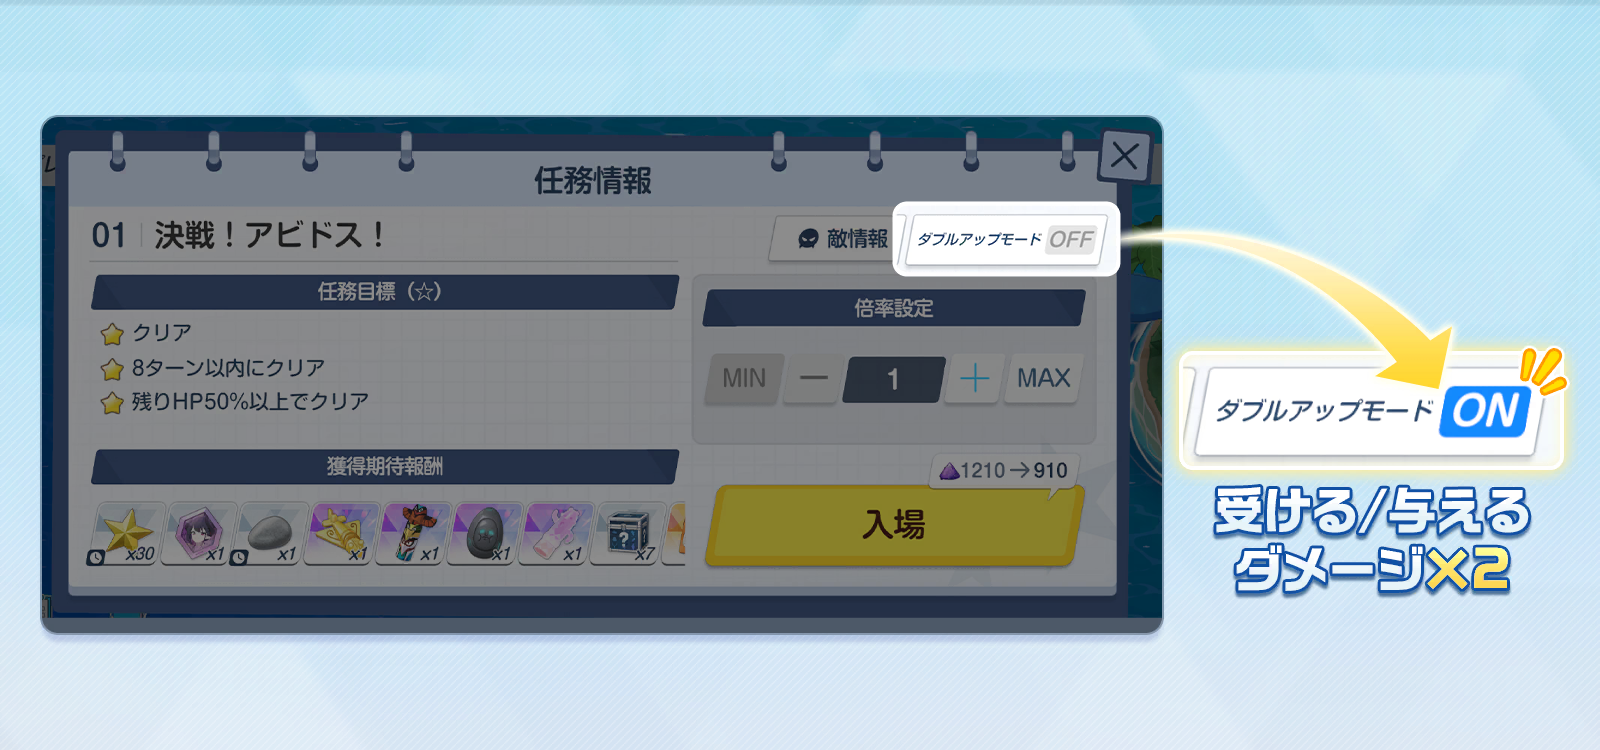 任務情報
01 決戦！アビドス！
敵情報
ダブルアップモード OFF
任務目標（☆）
クリア
8ターン以内にクリア
残りHP50%以上でクリア
倍率設定
MIN
1
MAX
獲得期待報酬
x30
x1
x1
x1
x1
x1
x1
?
x7
1210→910
入場
ダブルアップモード ON
受ける/与える
ダメージ×2